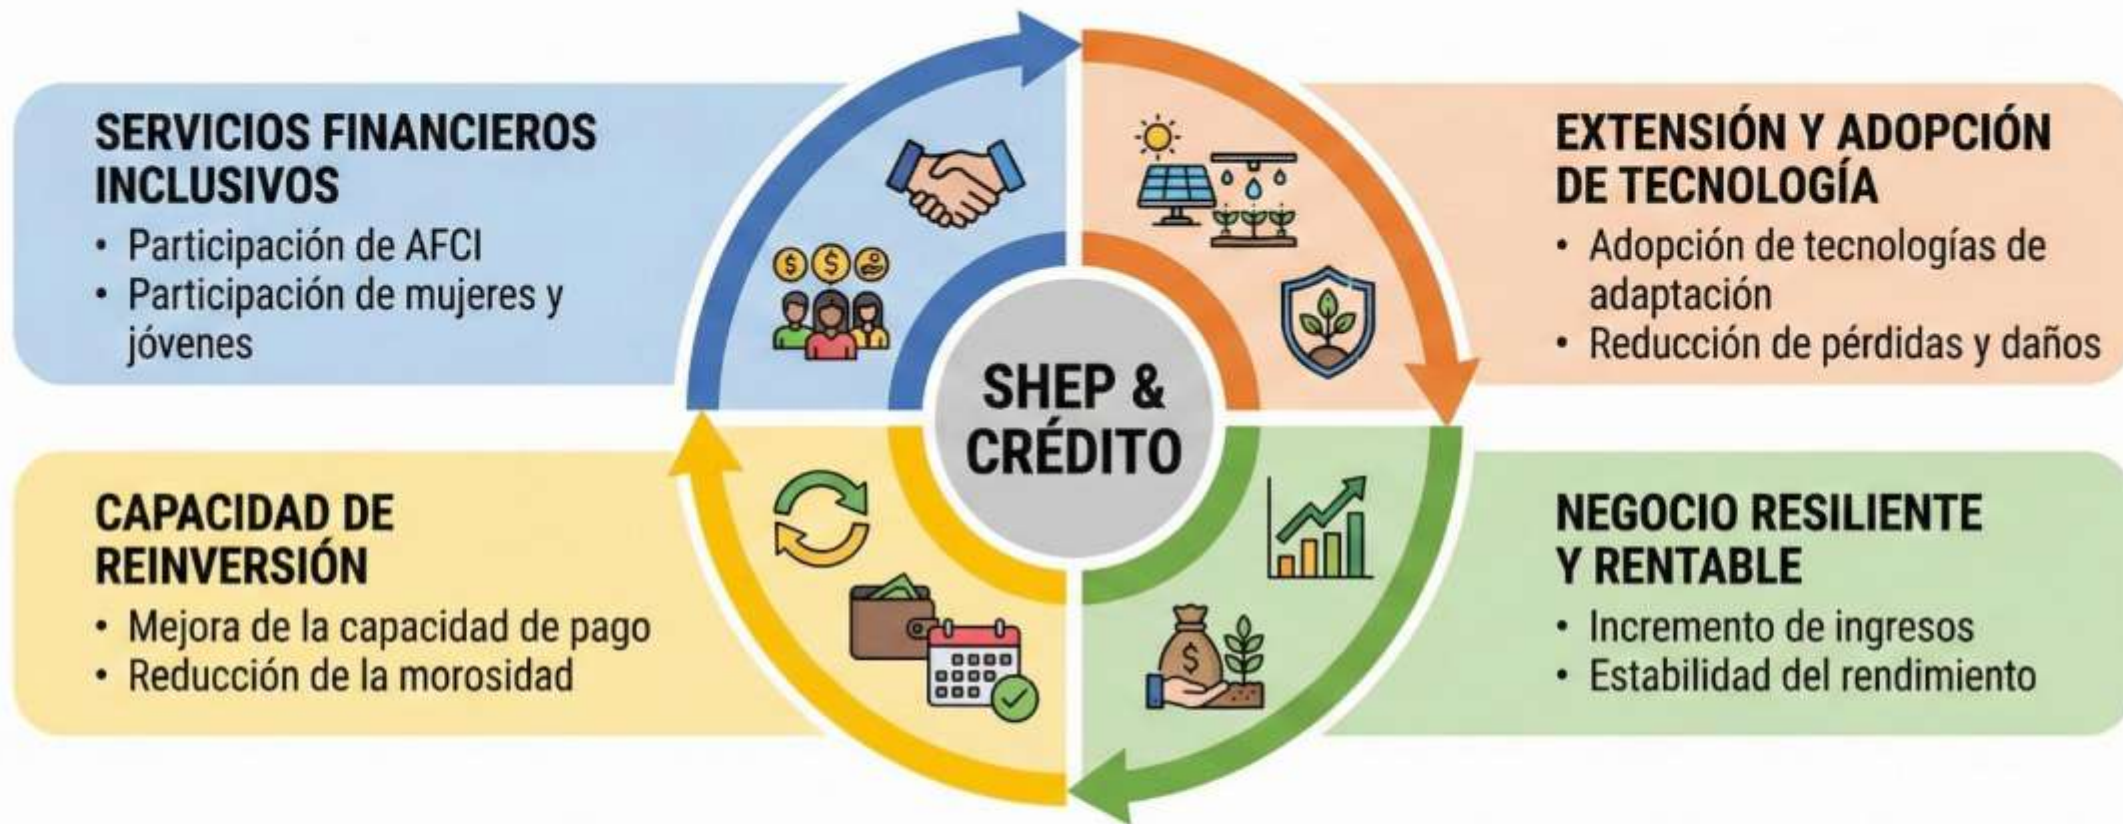 SERVICIOS FINANCIEROS
INCLUSIVOS
• Participación de AFCI
• Participación de mujeres y
jóvenes
EXTENSIÓN Y ADOPCIÓN
DE TECNOLOGÍA
• Adopción de tecnologías de
adaptación
• Reducción de pérdidas y daños
SHEP &
CRÉDITO
CAPACIDAD DE
REINVERSIÓN
• Mejora de la capacidad de pago
• Reducción de la morosidad
NEGOCIO RESILIENTE
Y RENTABLE
• Incremento de ingresos
• Estabilidad del rendimiento